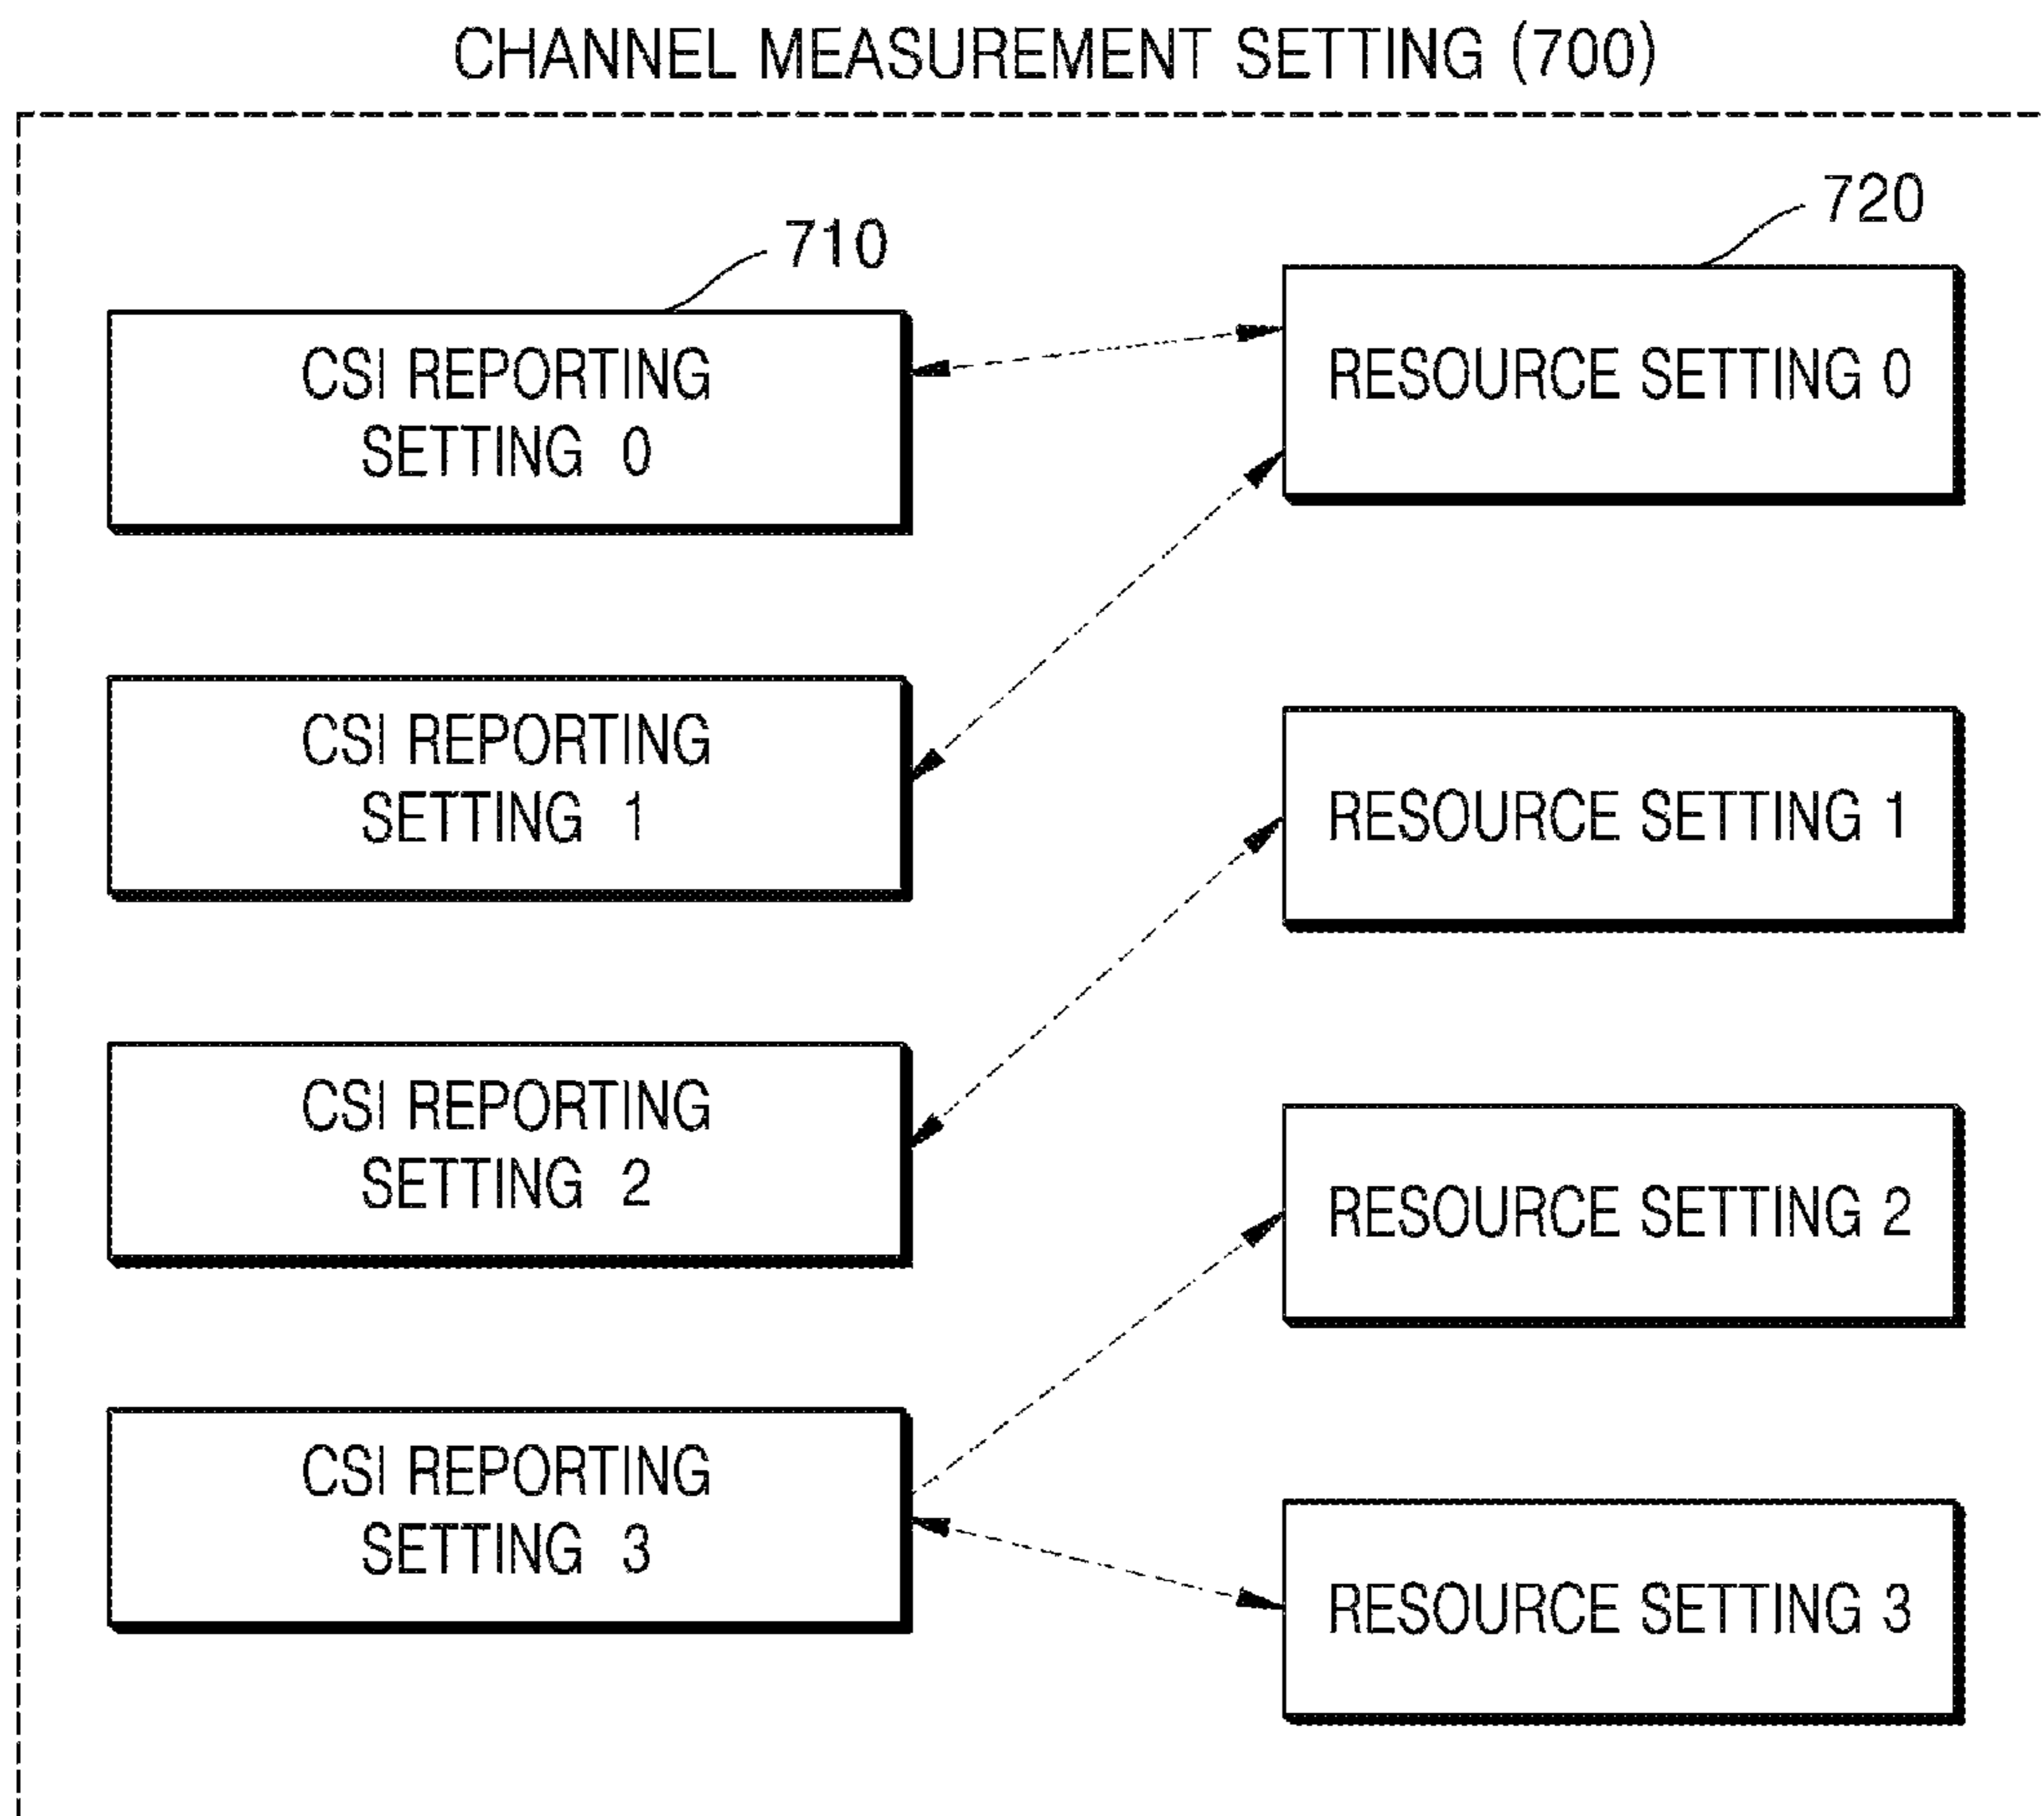 CHANNEL MEASUREMENT SETTING (700)
710
720
CSI REPORTING
SETTING 0
RESOURCE SETTING 0
CSI REPORTING
SETTING 1
RESOURCE SETTING 1
CSI REPORTING
SETTING 2
RESOURCE SETTING 2
CSI REPORTING
SETTING 3
RESOURCE SETTING 3